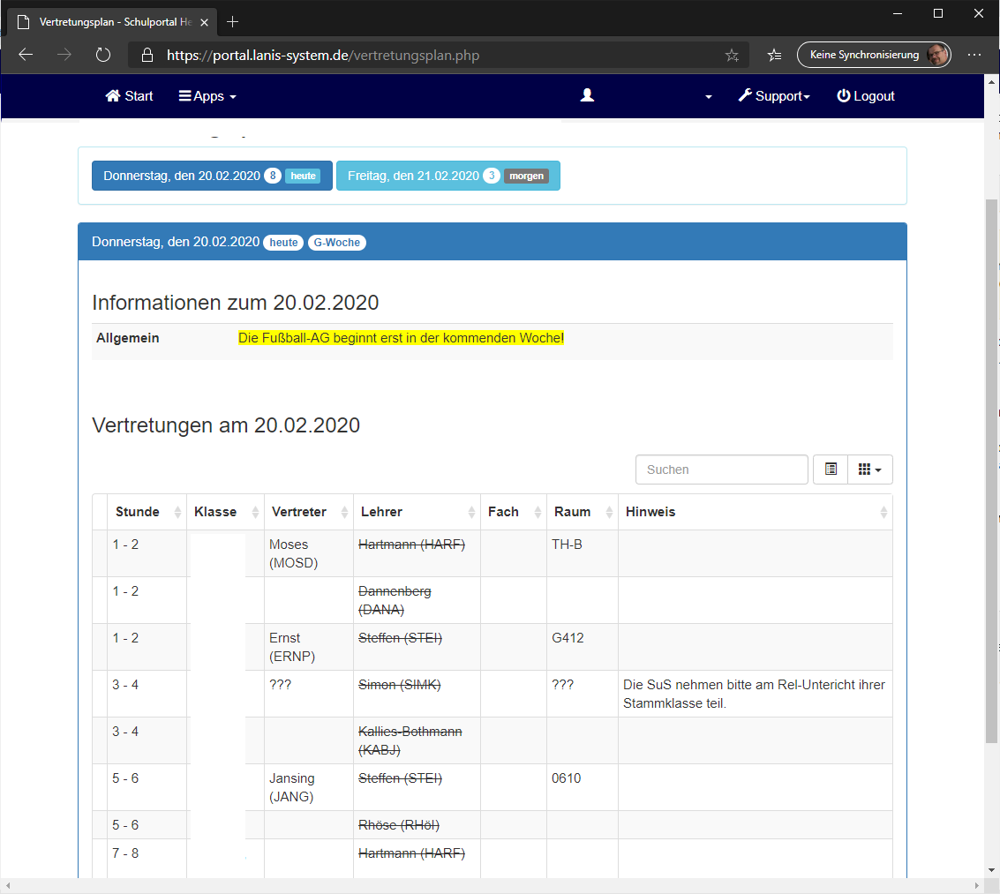 Vertretungsplan - Schulportal He
https://portal.lanis-system.de/vertretungsplan.php
Keine Synchronisierung
Start Apps Support Logout
Donnerstag, den 20.02.2020 8 heute Freitag, den 21.02.2020 3 morgen
Donnerstag, den 20.02.2020 heute G-Woche
Informationen zum 20.02.2020
Allgemein Die Fußball-AG beginnt erst in der kommenden Woche!
Vertretungen am 20.02.2020
Suchen
Stunde Klasse Vertreter Lehrer Fach Raum Hinweis
1 - 2 Moses Hartmann (HARF) TH-B
(MOSD)
1 - 2 Dannenberg
(DANA)
1 - 2 Ernst Steffen (STEI) G412
(ERNP)
3 - 4 ??? Simon (SIMK) ??? Die SuS nehmen bitte am Rel-Untericht ihrer
Stammklasse teil.
3 - 4 Kallies-Bothmann
(KABJ)
5 - 6 Jansing Steffen (STEI) 0610
(JANG)
5 - 6 Rhöse (RHöl)
7 - 8 Hartmann (HARF)